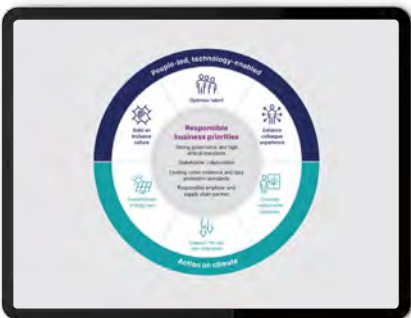 People-led, technology-enabled
Optimise talent
Build an
inclusive
culture
Enhance
colleague
experience
Responsible
business priorities
Strong governance and high
ethical standards
Stakeholder collaboration
Leading cyber resilience and data
protection standards
Responsible employer and
supply chain partner
energy
Support
Action on climate